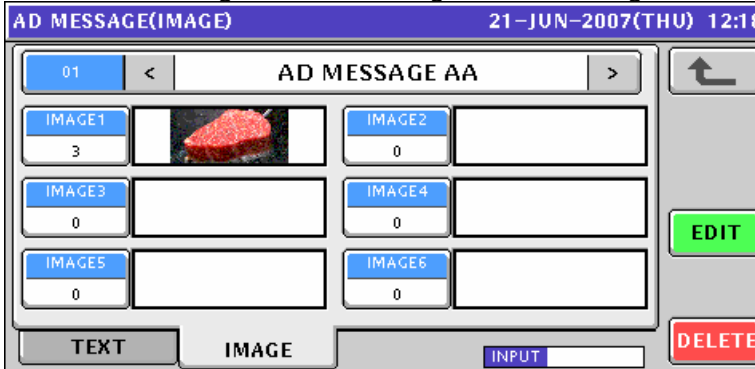 AD MESSAGE(IMAGE) 21-JUN-2007(THU) 12:18
01 < AD MESSAGE AA >
IMAGE1 IMAGE2
3 0
IMAGE3 IMAGE4
0 0
EDIT
IMAGE5 IMAGE6
0 0
TEXT IMAGE INPUT DELETE